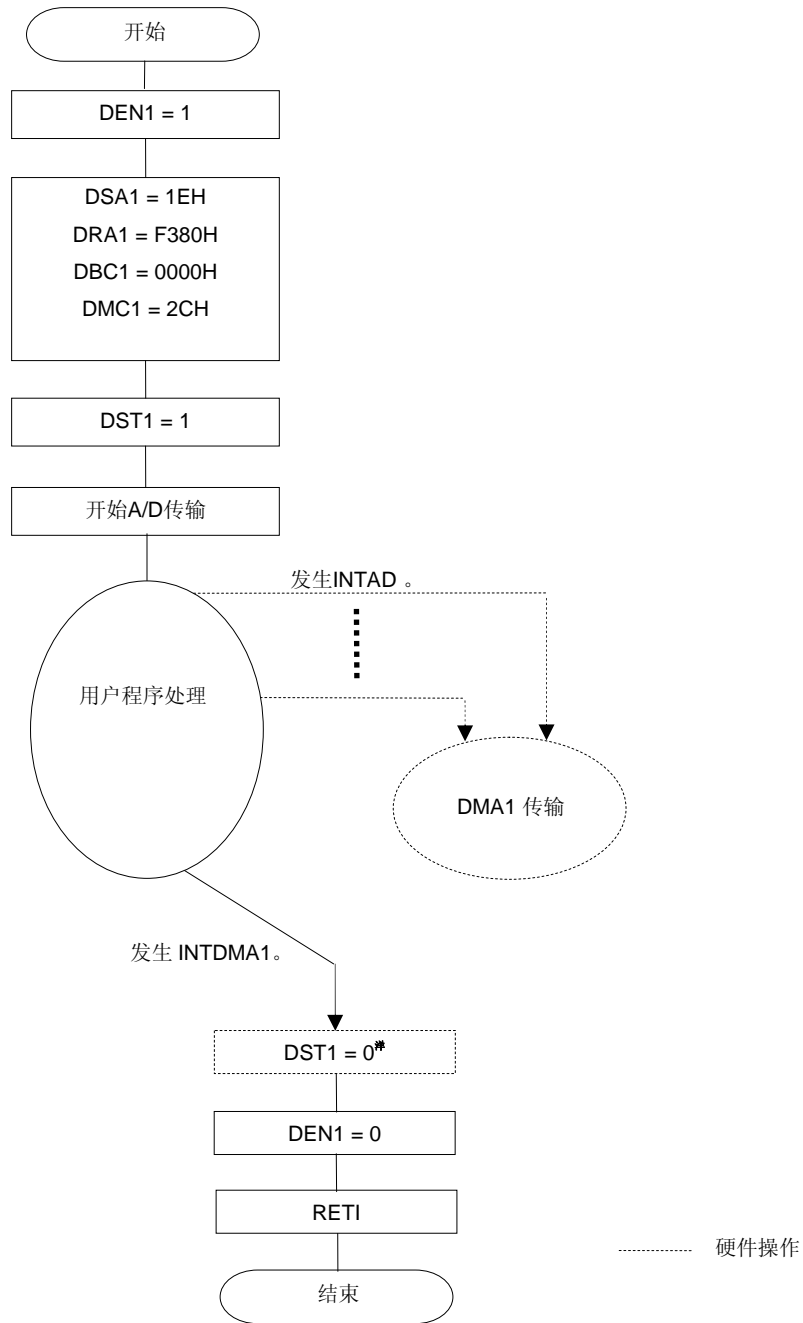 开始
DEN1 = 1
DSA1 = 1EH
DRA1 = F380H
DBC1 = 0000H
DMC1 = 2CH
DST1 = 1
开始A/D传输
发生INTAD 。
用户程序处理
DMA1 传输
发生 INTDMA1。
DST1 = 0
DEN1 = 0
RETI
结束
硬件操作